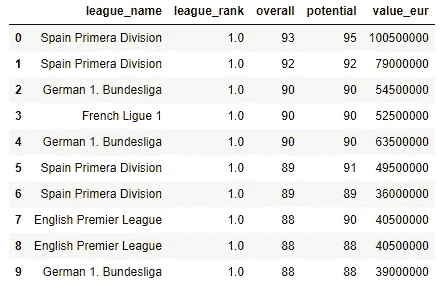 league_name league_rank overall potential value_eur
0 Spain Primera Division 1.0 93 95 100500000
1 Spain Primera Division 1.0 92 92 79000000
2 German 1. Bundesliga 1.0 90 90 54500000
3 French Ligue 1 1.0 90 90 52500000
4 German 1. Bundesliga 1.0 90 90 63500000
5 Spain Primera Division 1.0 89 91 49500000
6 Spain Primera Division 1.0 89 89 36000000
7 English Premier League 1.0 88 90 40500000
8 English Premier League 1.0 88 88 40500000
9 German 1. Bundesliga 1.0 88 88 39000000